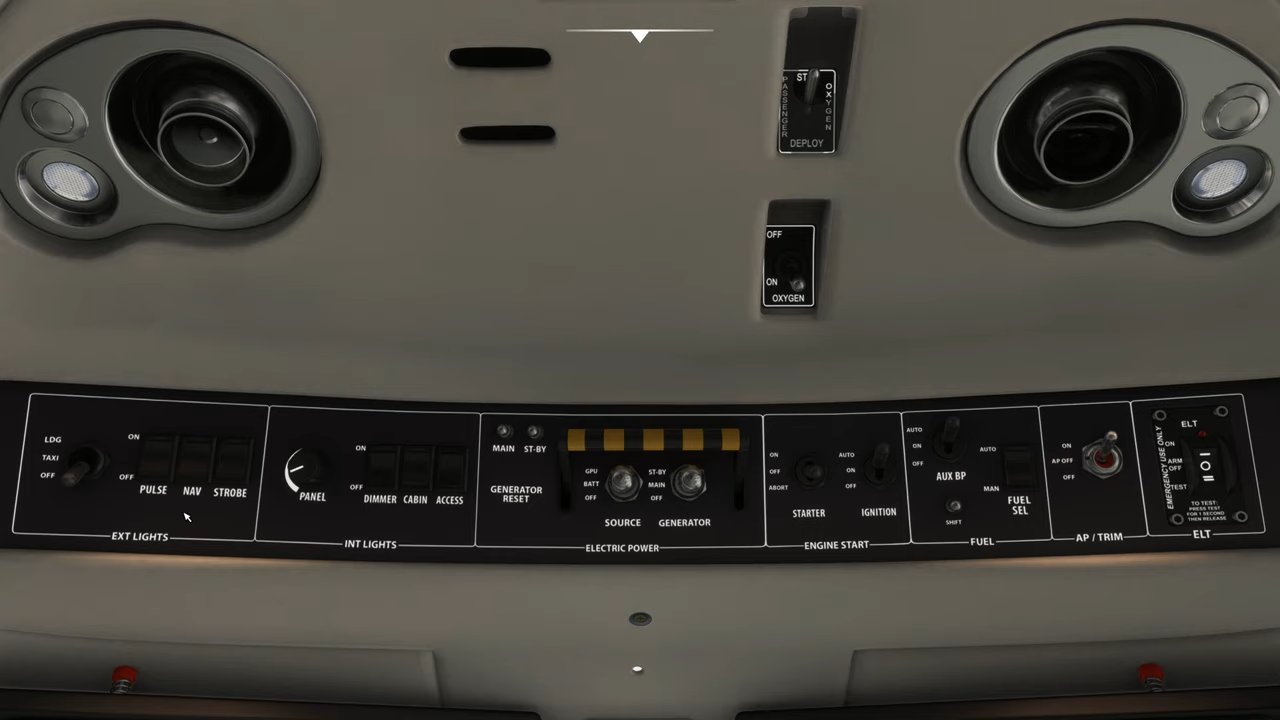 ST
PASSENGER
OXYGEN
DEPLOY
OFF
ON
OXYGEN
LDG
TAXI
OFF
ON
OFF
PULSE NAV STROBE
EXT LIGHTS
PANEL
ON
OFF
DIMMER CABIN ACCESS
INT LIGHTS
MAIN ST-BY
GENERATOR
RESET
GPU
BATT
OFF
SOURCE
ST-BY
MAIN
OFF
GENERATOR
ELECTRIC POWER
ON
OFF
ABORT
STARTER
AUTO
ON
OFF
IGNITION
ENGINE START
AUTO
ON
OFF
AUX BP
SHIFT
AUTO
MAN
FUEL
SEL
FUEL
ON
AP OFF
OFF
AP / TRIM
EMERGENCY USE ONLY
ELT
ON
ARM
OFF
TEST
TO TEST:
PRESS TEST
FOR 1 SECOND
THEN RELEASE
ELT